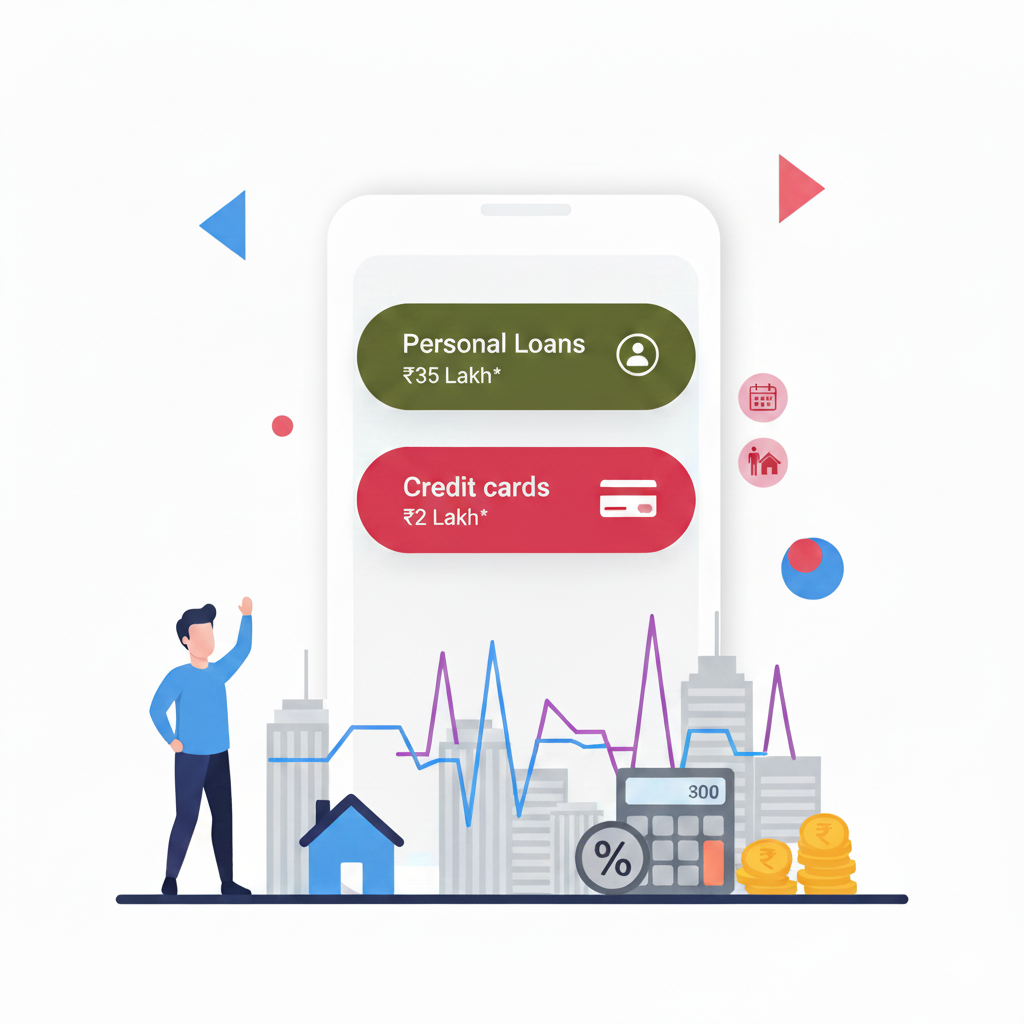 Personal Loans
₹35 Lakh*
Credit cards
₹2 Lakh*
300
%
₹
₹